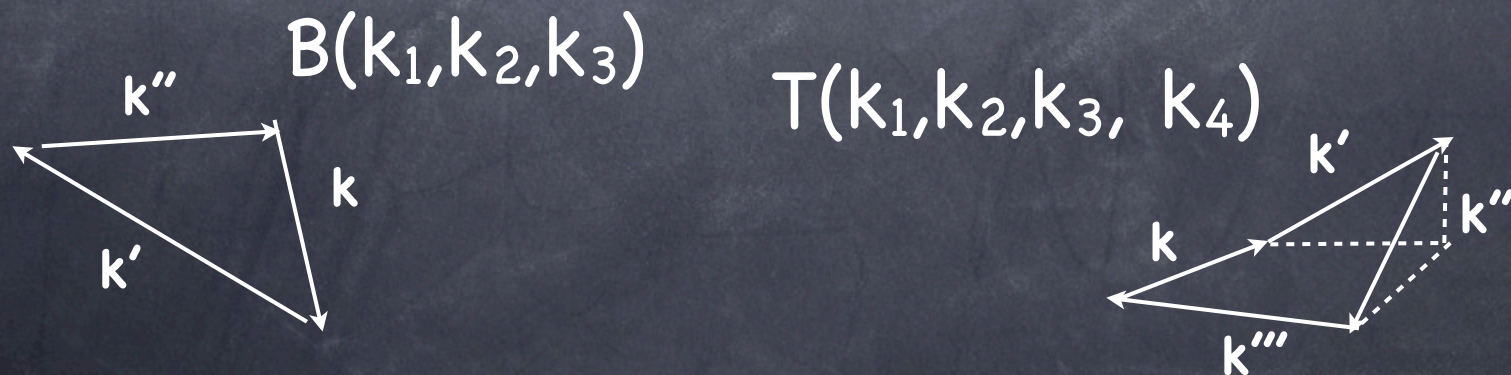 B(k₁,k₂,k₃)
k″
k
k′
T(k₁,k₂,k₃, k₄)
k′
k″
k
k‴